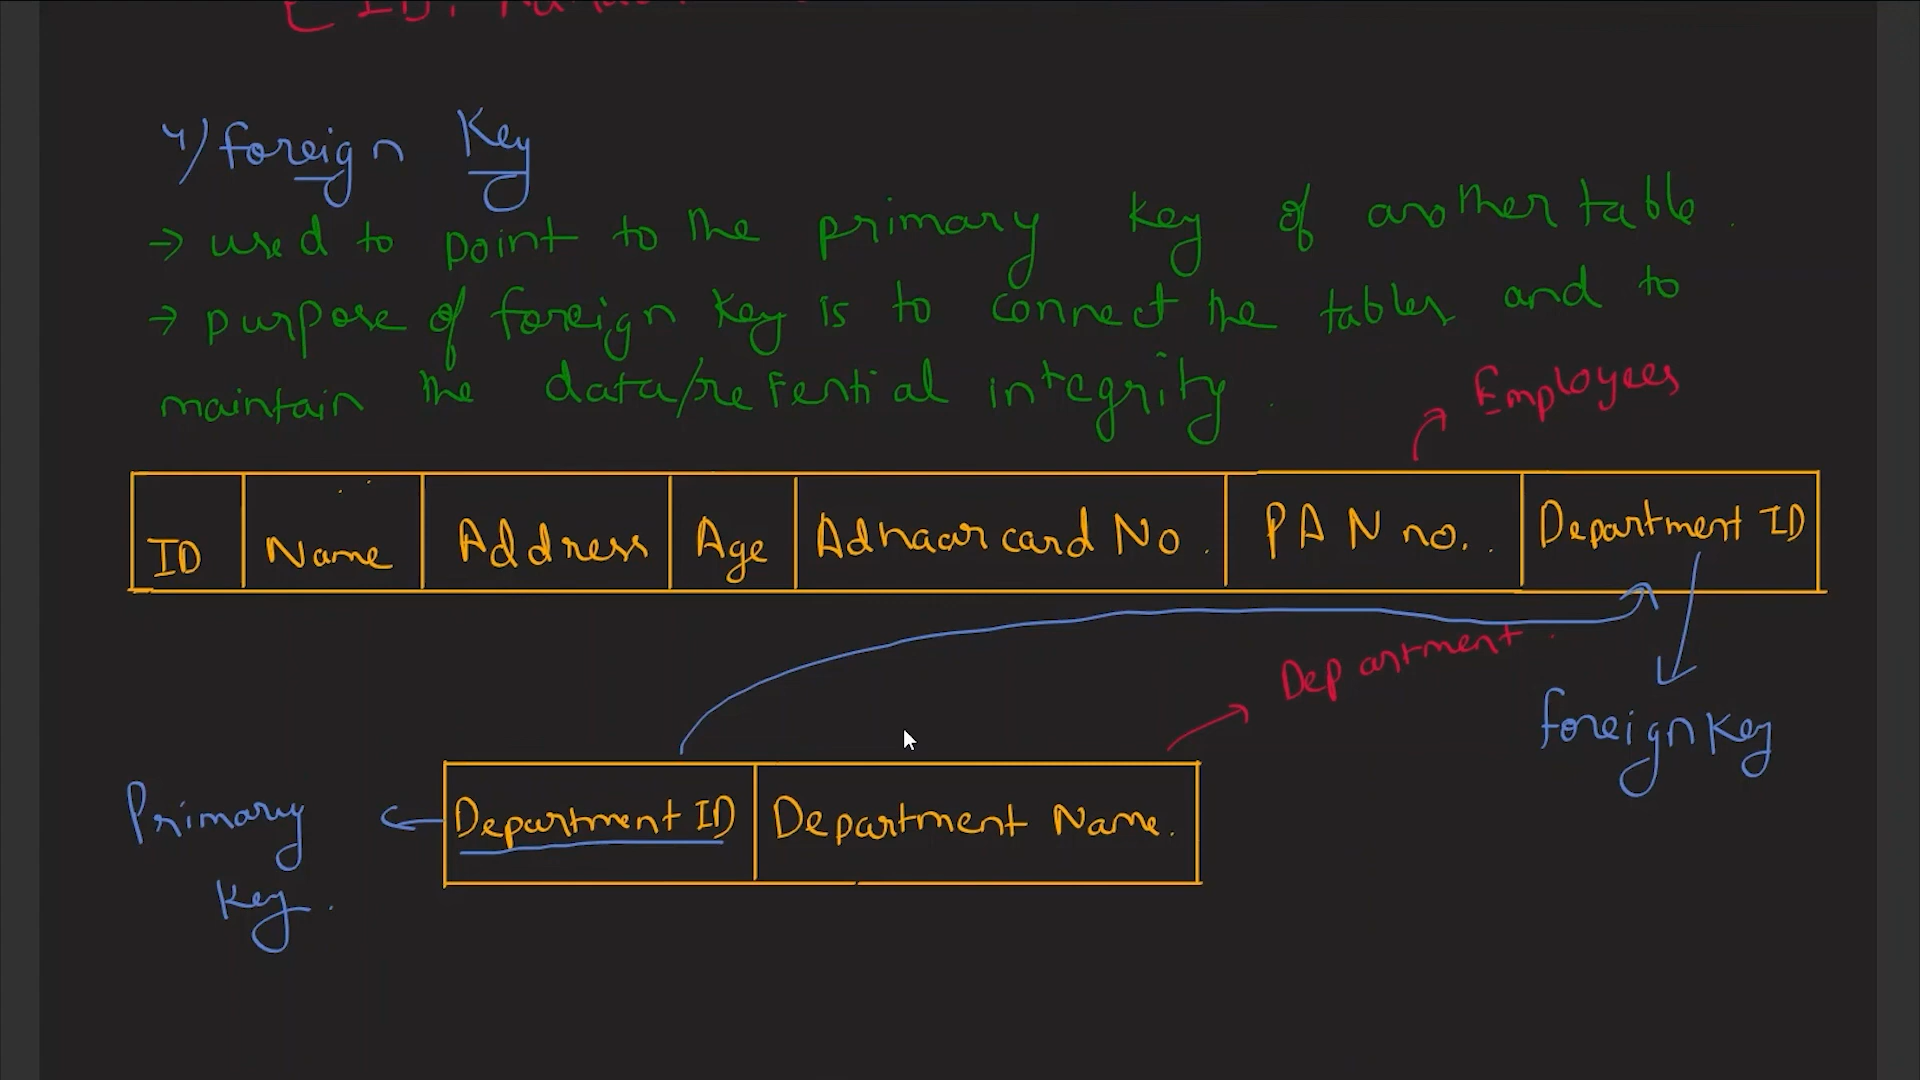 4) foreign Key
→ used to point to the primary key of another table.
→ purpose of foreign key is to connect the tables and to
maintain the data/refential integrity.
Employees
ID Name Address Age Adhaar card No. PAN no. Department ID
Department.
foreign Key
Primary Key.
Department ID Department Name.